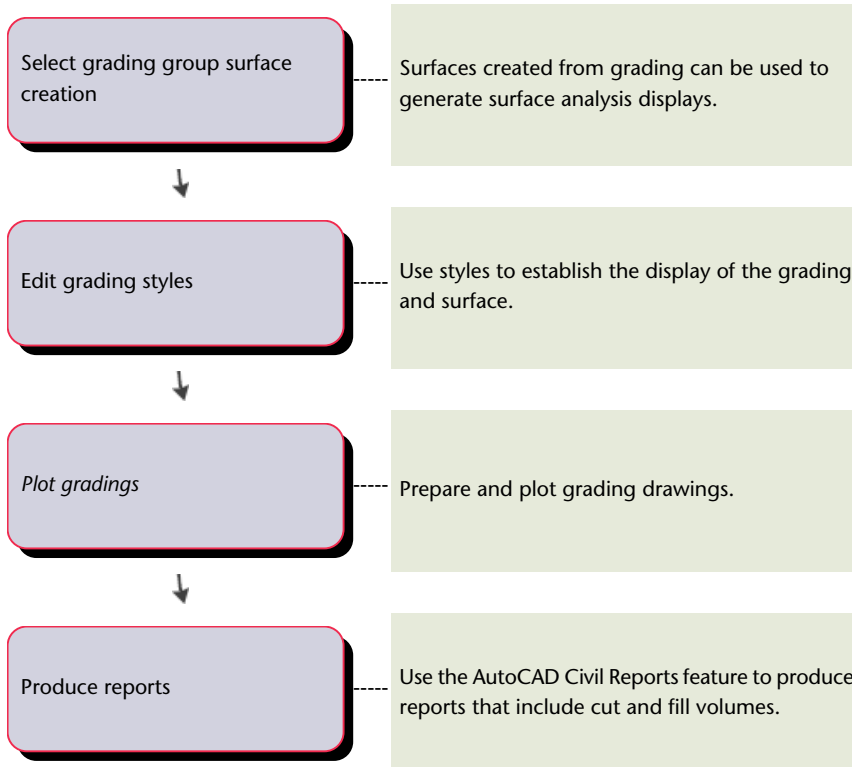 Select grading group surface
creation
Surfaces created from grading can be used to
generate surface analysis displays.
Edit grading styles
Use styles to establish the display of the grading
and surface.
Plot gradings
Prepare and plot grading drawings.
Produce reports
Use the AutoCAD Civil Reports feature to produce
reports that include cut and fill volumes.